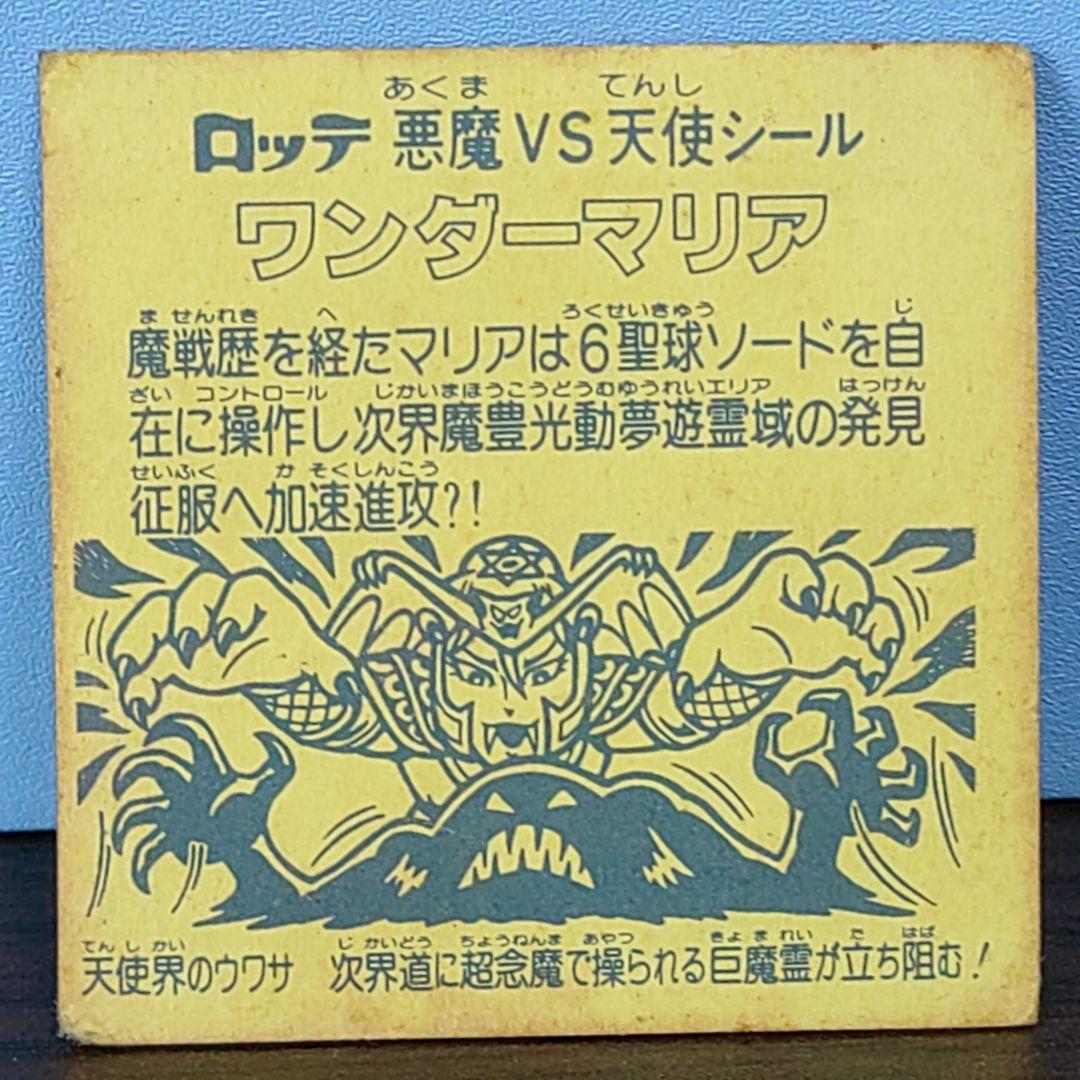 あくま てんし
ロッテ 悪魔VS天使シール
ワンダーマリア
ま せんれき へ ろくせいきゅう じ
魔戦歴を経たマリアは6聖球ソードを自
ざい コントロール じかいまほうこうどうむゆうれいエリア はっけん
在に操作し次界魔豊光動夢遊霊域の発見
せいふく か そくしんこう
征服へ加速進攻?!
てん し かい じ かいどう ちょうねんま あやつ きょ ま れい た はば
天使界のウワサ 次界道に超念魔で操られる巨魔霊が立ち阻む!